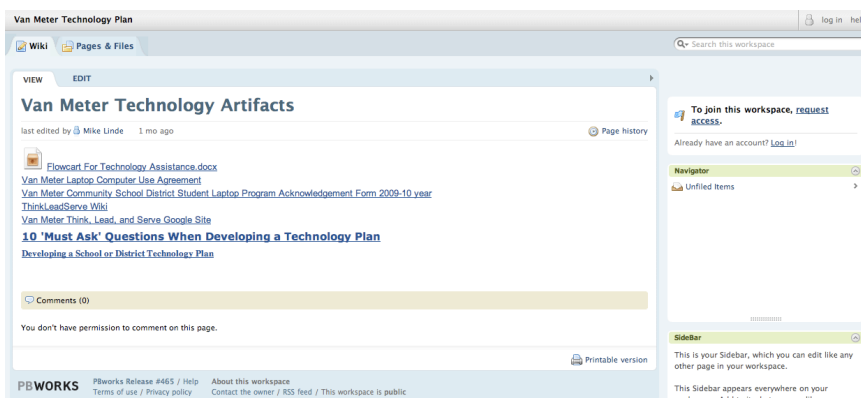 Van Meter Technology Plan
log in hel
Wiki Pages & Files
Search this workspace
VIEW EDIT
Van Meter Technology Artifacts
last edited by Mike Linde 1 mo ago Page history
Flowcart For Technology Assistance.docx
Van Meter Laptop Computer Use Agreement
Van Meter Community School District Student Laptop Program Acknowledgement Form 2009-10 year
ThinkLeadServe Wiki
Van Meter Think, Lead, and Serve Google Site
10 'Must Ask' Questions When Developing a Technology Plan
Developing a School or District Technology Plan
Comments (0)
You don't have permission to comment on this page.
Printable version
To join this workspace, request
access.
Already have an account? Log in!
Navigator
Unfiled Items
SideBar
This is your Sidebar, which you can edit like any
other page in your workspace.
This Sidebar appears everywhere on your
PBWORKS
PBworks Release #465 / Help About this workspace
Terms of use / Privacy policy Contact the owner / RSS feed / This workspace is public